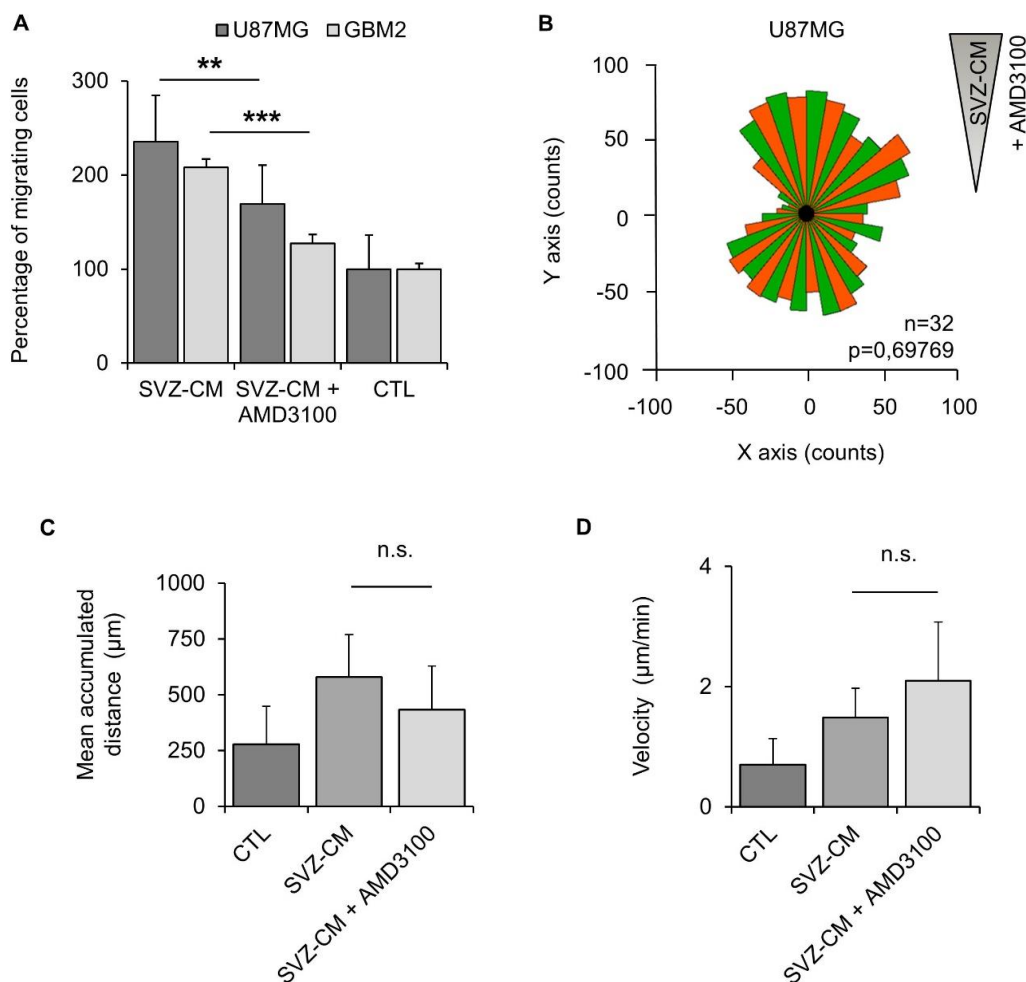 A
U87MG GBM2
Percentage of migrating cells
300
200
100
0
**
***
SVZ-CM
SVZ-CM +
AMD3100
CTL
B
U87MG
SVZ-CM
+ AMD3100
Y axis (counts)
100
50
0
-50
-100
n=32
p=0,69769
-100 -50 0 50 100
X axis (counts)
C
n.s.
Mean accumulated
distance (µm)
1000
750
500
250
0
CTL
SVZ-CM
SVZ-CM + AMD3100
D
n.s.
Velocity (µm/min)
4
2
0
CTL
SVZ-CM
SVZ-CM + AMD3100